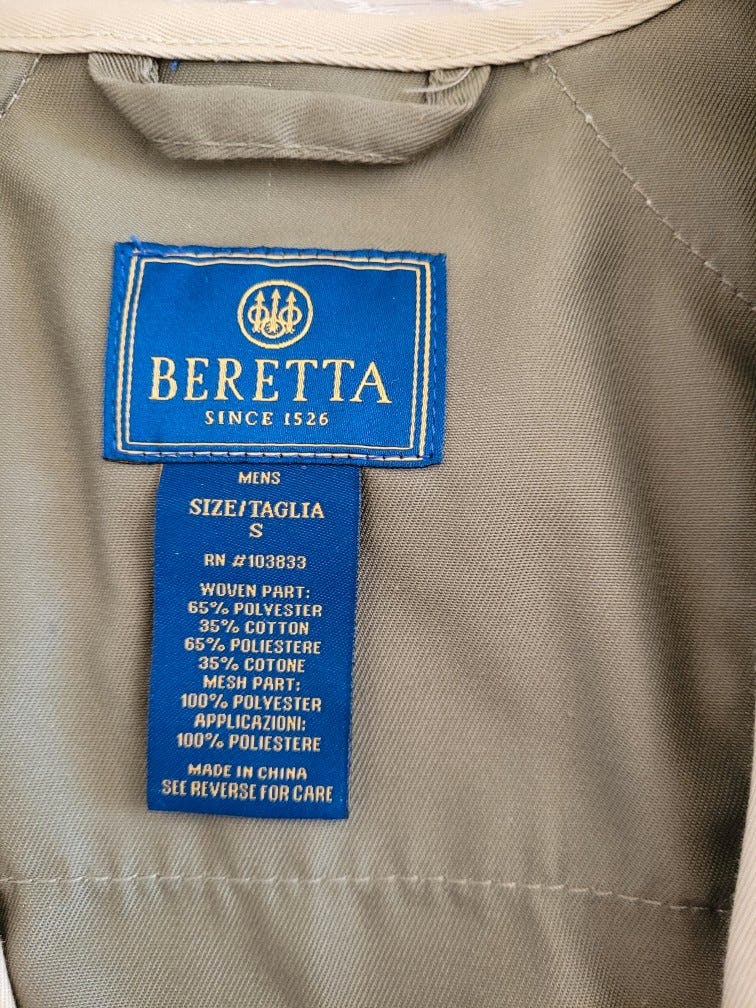 BERETTA
SINCE 1526
MENS
SIZE/TAGLIA
S
RN #103833
WOVEN PART:
65% POLYESTER
35% COTTON
65% POLIESTERE
35% COTONE
MESH PART:
100% POLYESTER
APPLICAZIONI:
100% POLIESTERE
MADE IN CHINA
SEE REVERSE FOR CARE